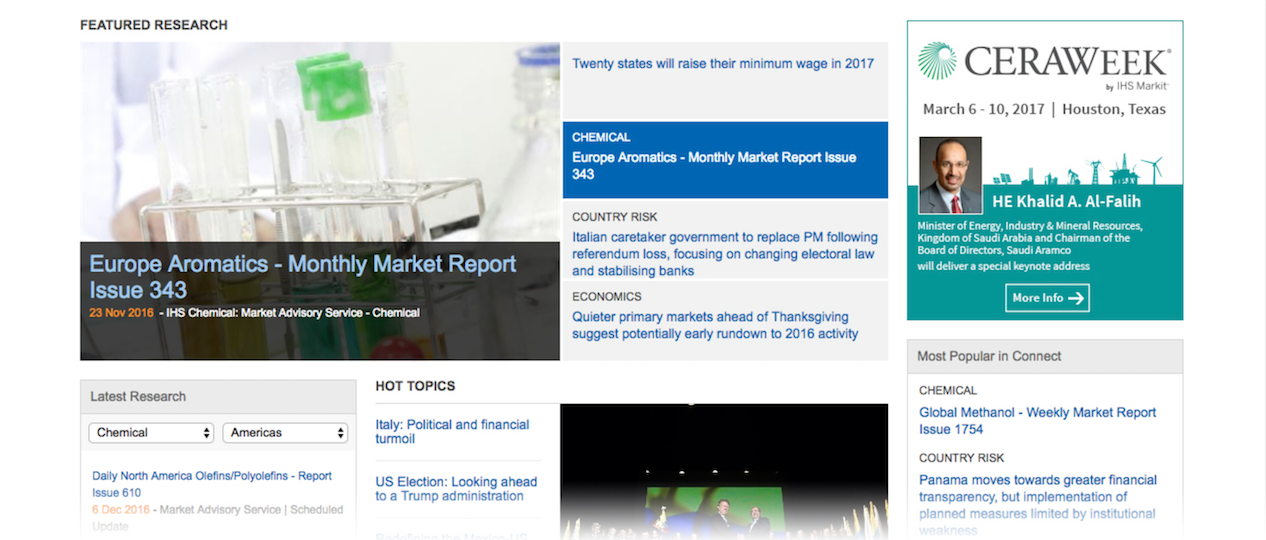 FEATURED RESEARCH
Europe Aromatics - Monthly Market Report
Issue 343
23 Nov 2016 - IHS Chemical: Market Advisory Service - Chemical
Twenty states will raise their minimum wage in 2017
CHEMICAL
Europe Aromatics - Monthly Market Report Issue
343
COUNTRY RISK
Italian caretaker government to replace PM following
referendum loss, focusing on changing electoral law
and stabilising banks
ECONOMICS
Quieter primary markets ahead of Thanksgiving
suggest potentially early rundown to 2016 activity
CERAWEEK®
by IHS Markit™
March 6 - 10, 2017 | Houston, Texas
HE Khalid A. Al-Falih
Minister of Energy, Industry & Mineral Resources,
Kingdom of Saudi Arabia and Chairman of the
Board of Directors, Saudi Aramco
will deliver a special keynote address
More Info
Latest Research
Chemical
Americas
Daily North America Olefins/Polyolefins - Report
Issue 610
6 Dec 2016 - Market Advisory Service | Scheduled
Update
HOT TOPICS
Italy: Political and financial
turmoil
US Election: Looking ahead
to a Trump administration
Redefining the Mexico-US
Most Popular in Connect
CHEMICAL
Global Methanol - Weekly Market Report
Issue 1754
COUNTRY RISK
Panama moves towards greater financial
transparency, but implementation of
planned measures limited by institutional
weakness